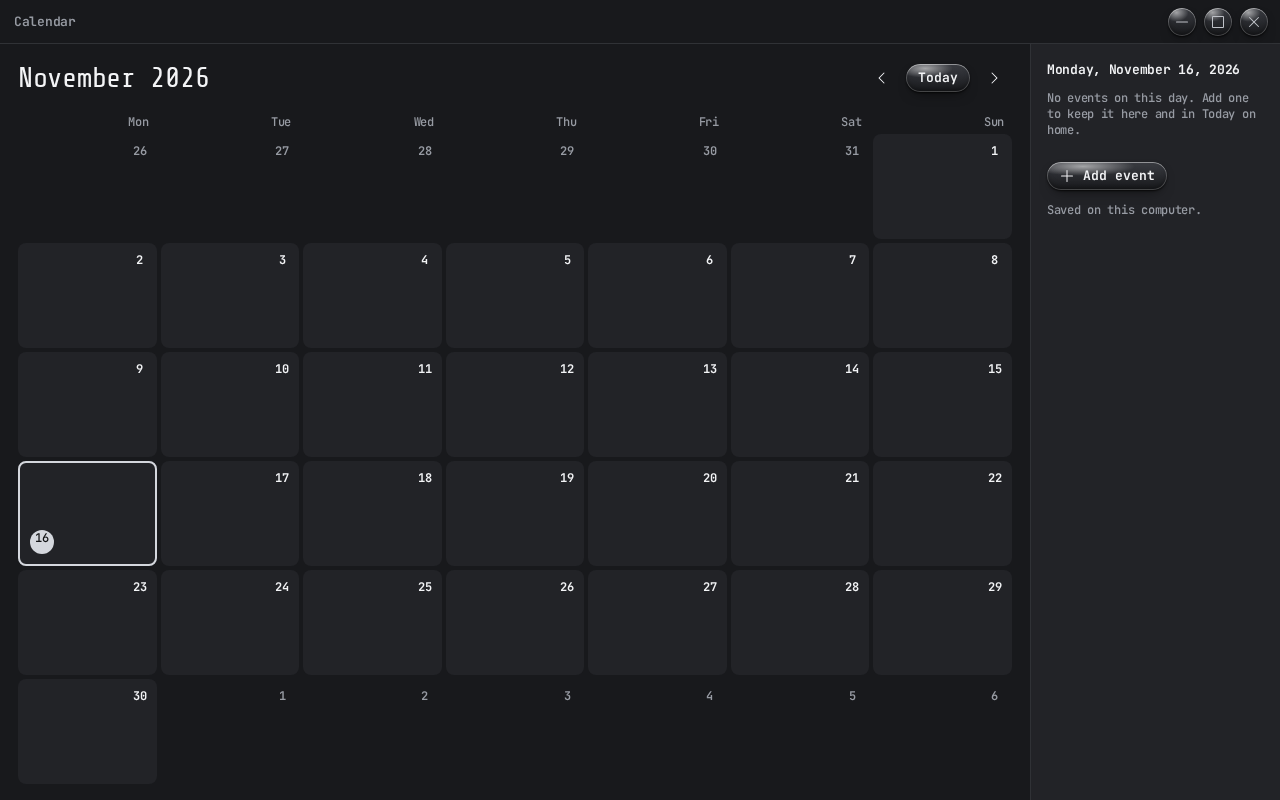 Calendar
November 2026
Today
Mon Tue Wed Thu Fri Sat Sun
26 27 28 29 30 31 1
2 3 4 5 6 7 8
9 10 11 12 13 14 15
16 17 18 19 20 21 22
23 24 25 26 27 28 29
30 1 2 3 4 5 6
Monday, November 16, 2026
No events on this day. Add one
to keep it here and in Today on
home.
Add event
Saved on this computer.